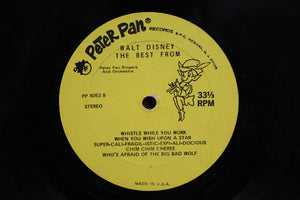 PETER PAN®
RECORDS
WALT DISNEY
THE BEST FROM
Peter Pan Singers
And Orchestra
PP 8053 B
STEREO
33⅓
RPM
WHISTLE WHILE YOU WORK
WHEN YOU WISH UPON A STAR
SUPER-CALI-FRAGIL-ISTIC-EXPI-ALI-DOCIOUS
CHIM CHIM CHEREE
WHO'S AFRAID OF THE BIG BAD WOLF
MADE IN U.S.A.